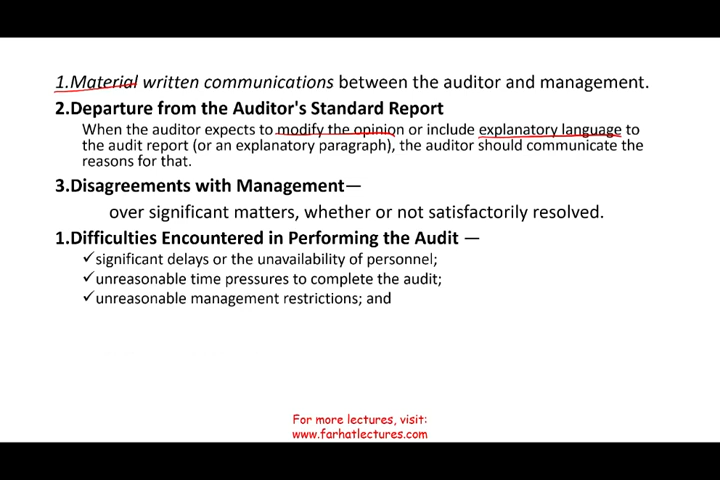 1.Material written communications between the auditor and management.
2.Departure from the Auditor's Standard Report
When the auditor expects to modify the opinion or include explanatory language to
the audit report (or an explanatory paragraph), the auditor should communicate the
reasons for that.
3.Disagreements with Management—
over significant matters, whether or not satisfactorily resolved.
1.Difficulties Encountered in Performing the Audit —
✓significant delays or the unavailability of personnel;
✓unreasonable time pressures to complete the audit;
✓unreasonable management restrictions; and
For more lectures, visit:
www.farhatlectures.com